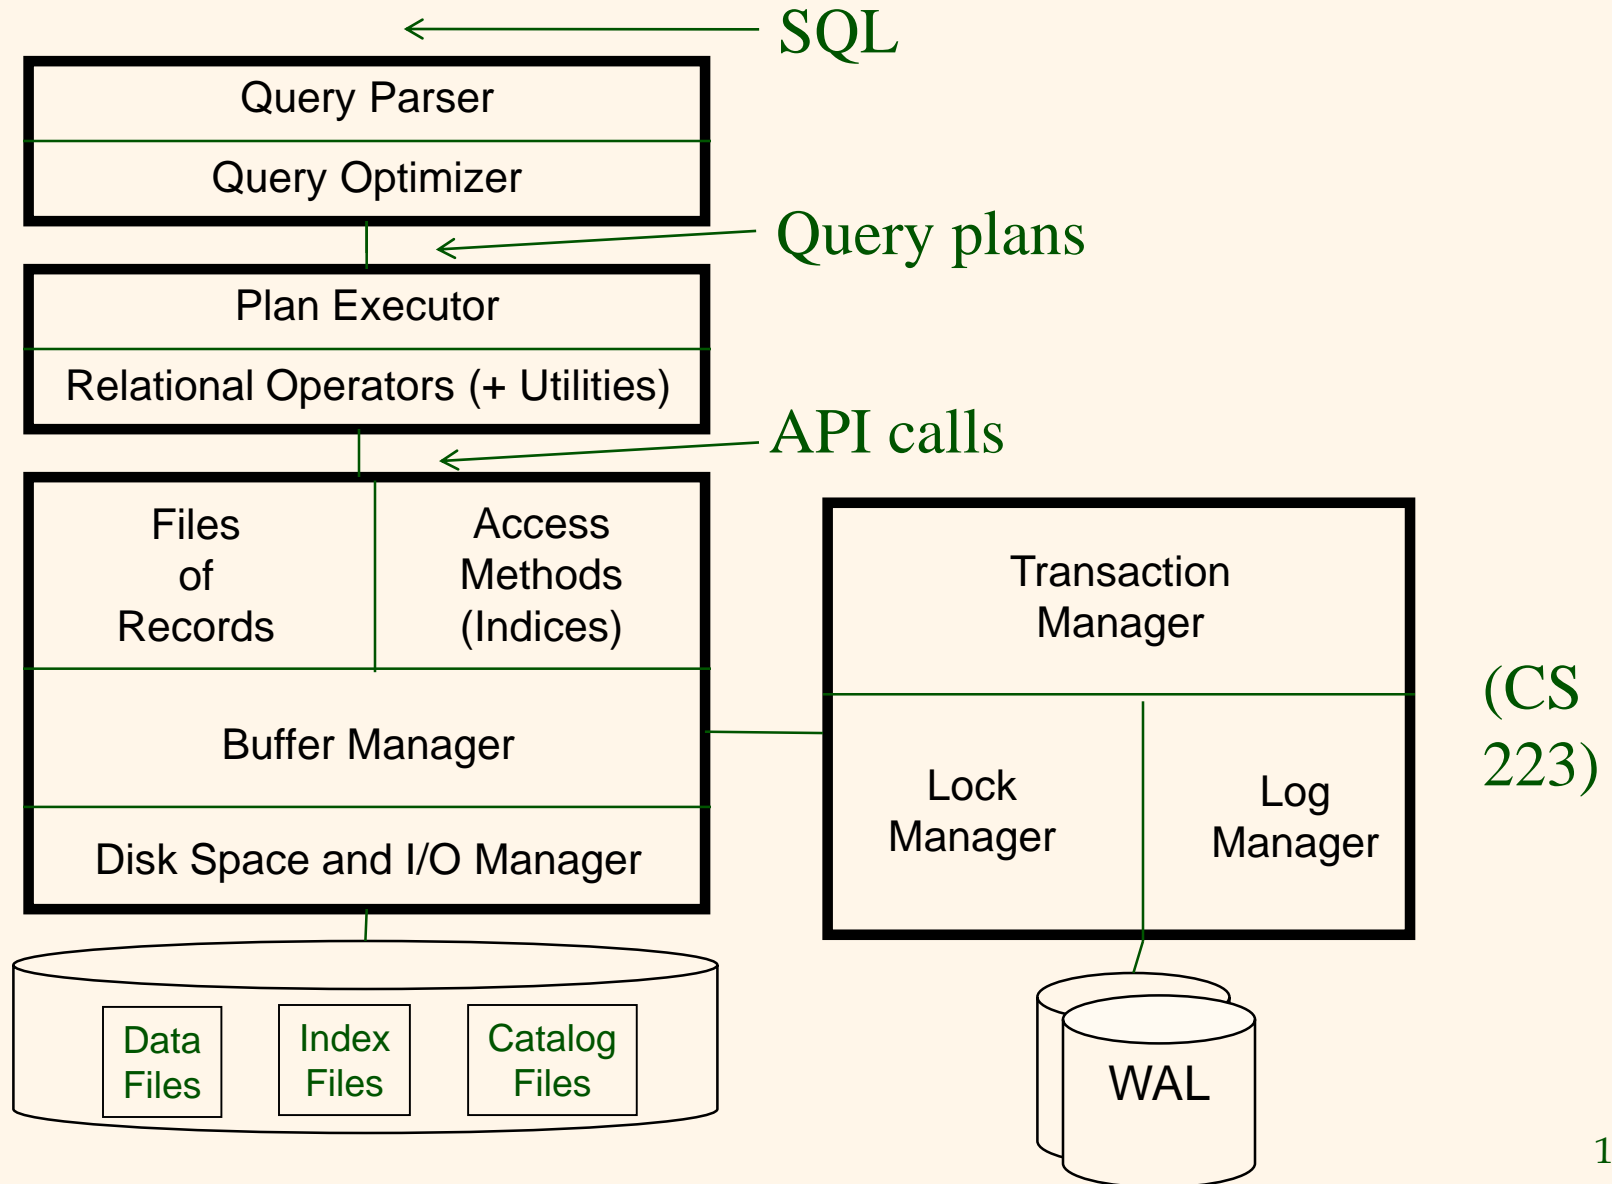 SQL
Query Parser
Query Optimizer
Query plans
Plan Executor
Relational Operators (+ Utilities)
API calls
Files
of
Records
Access
Methods
(Indices)
Buffer Manager
Disk Space and I/O Manager
Transaction
Manager
Lock
Manager
Log
Manager
(CS
223)
Data
Files
Index
Files
Catalog
Files
WAL
1